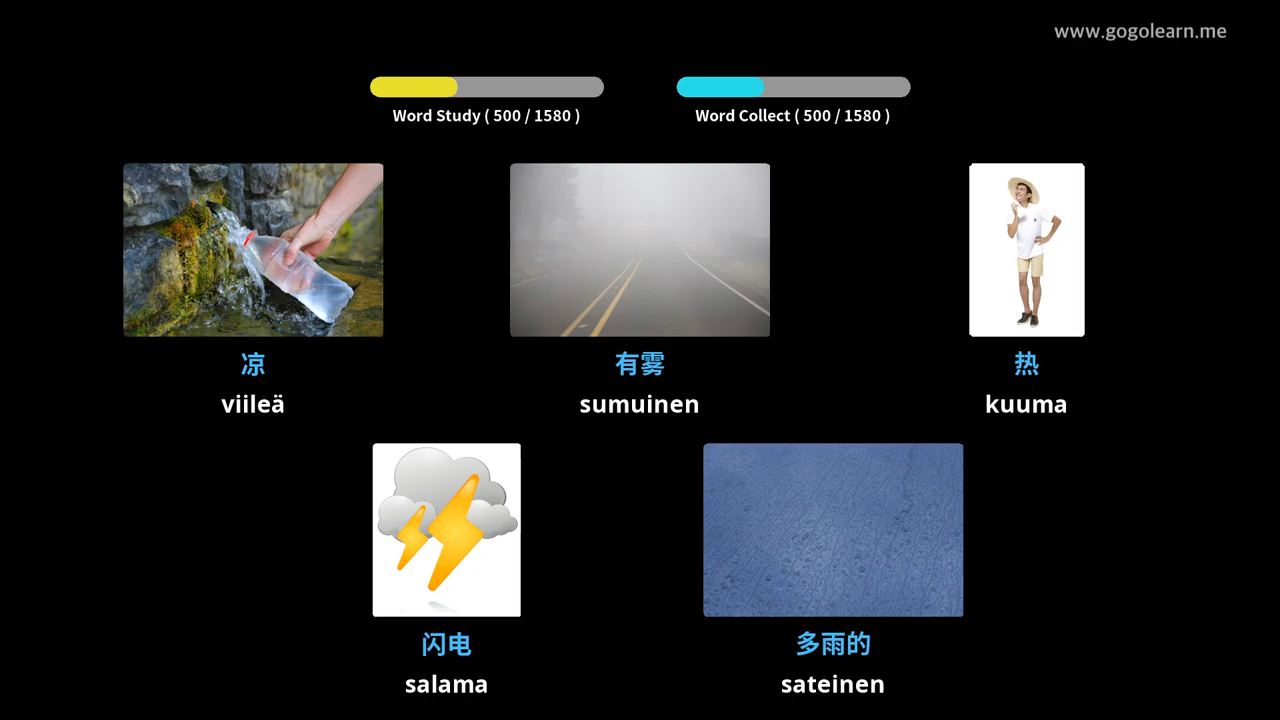 www.gogolearn.me
Word Study ( 500 / 1580 )
Word Collect ( 500 / 1580 )
凉
viileä
有雾
sumuinen
热
kuuma
闪电
salama
多雨的
sateinen